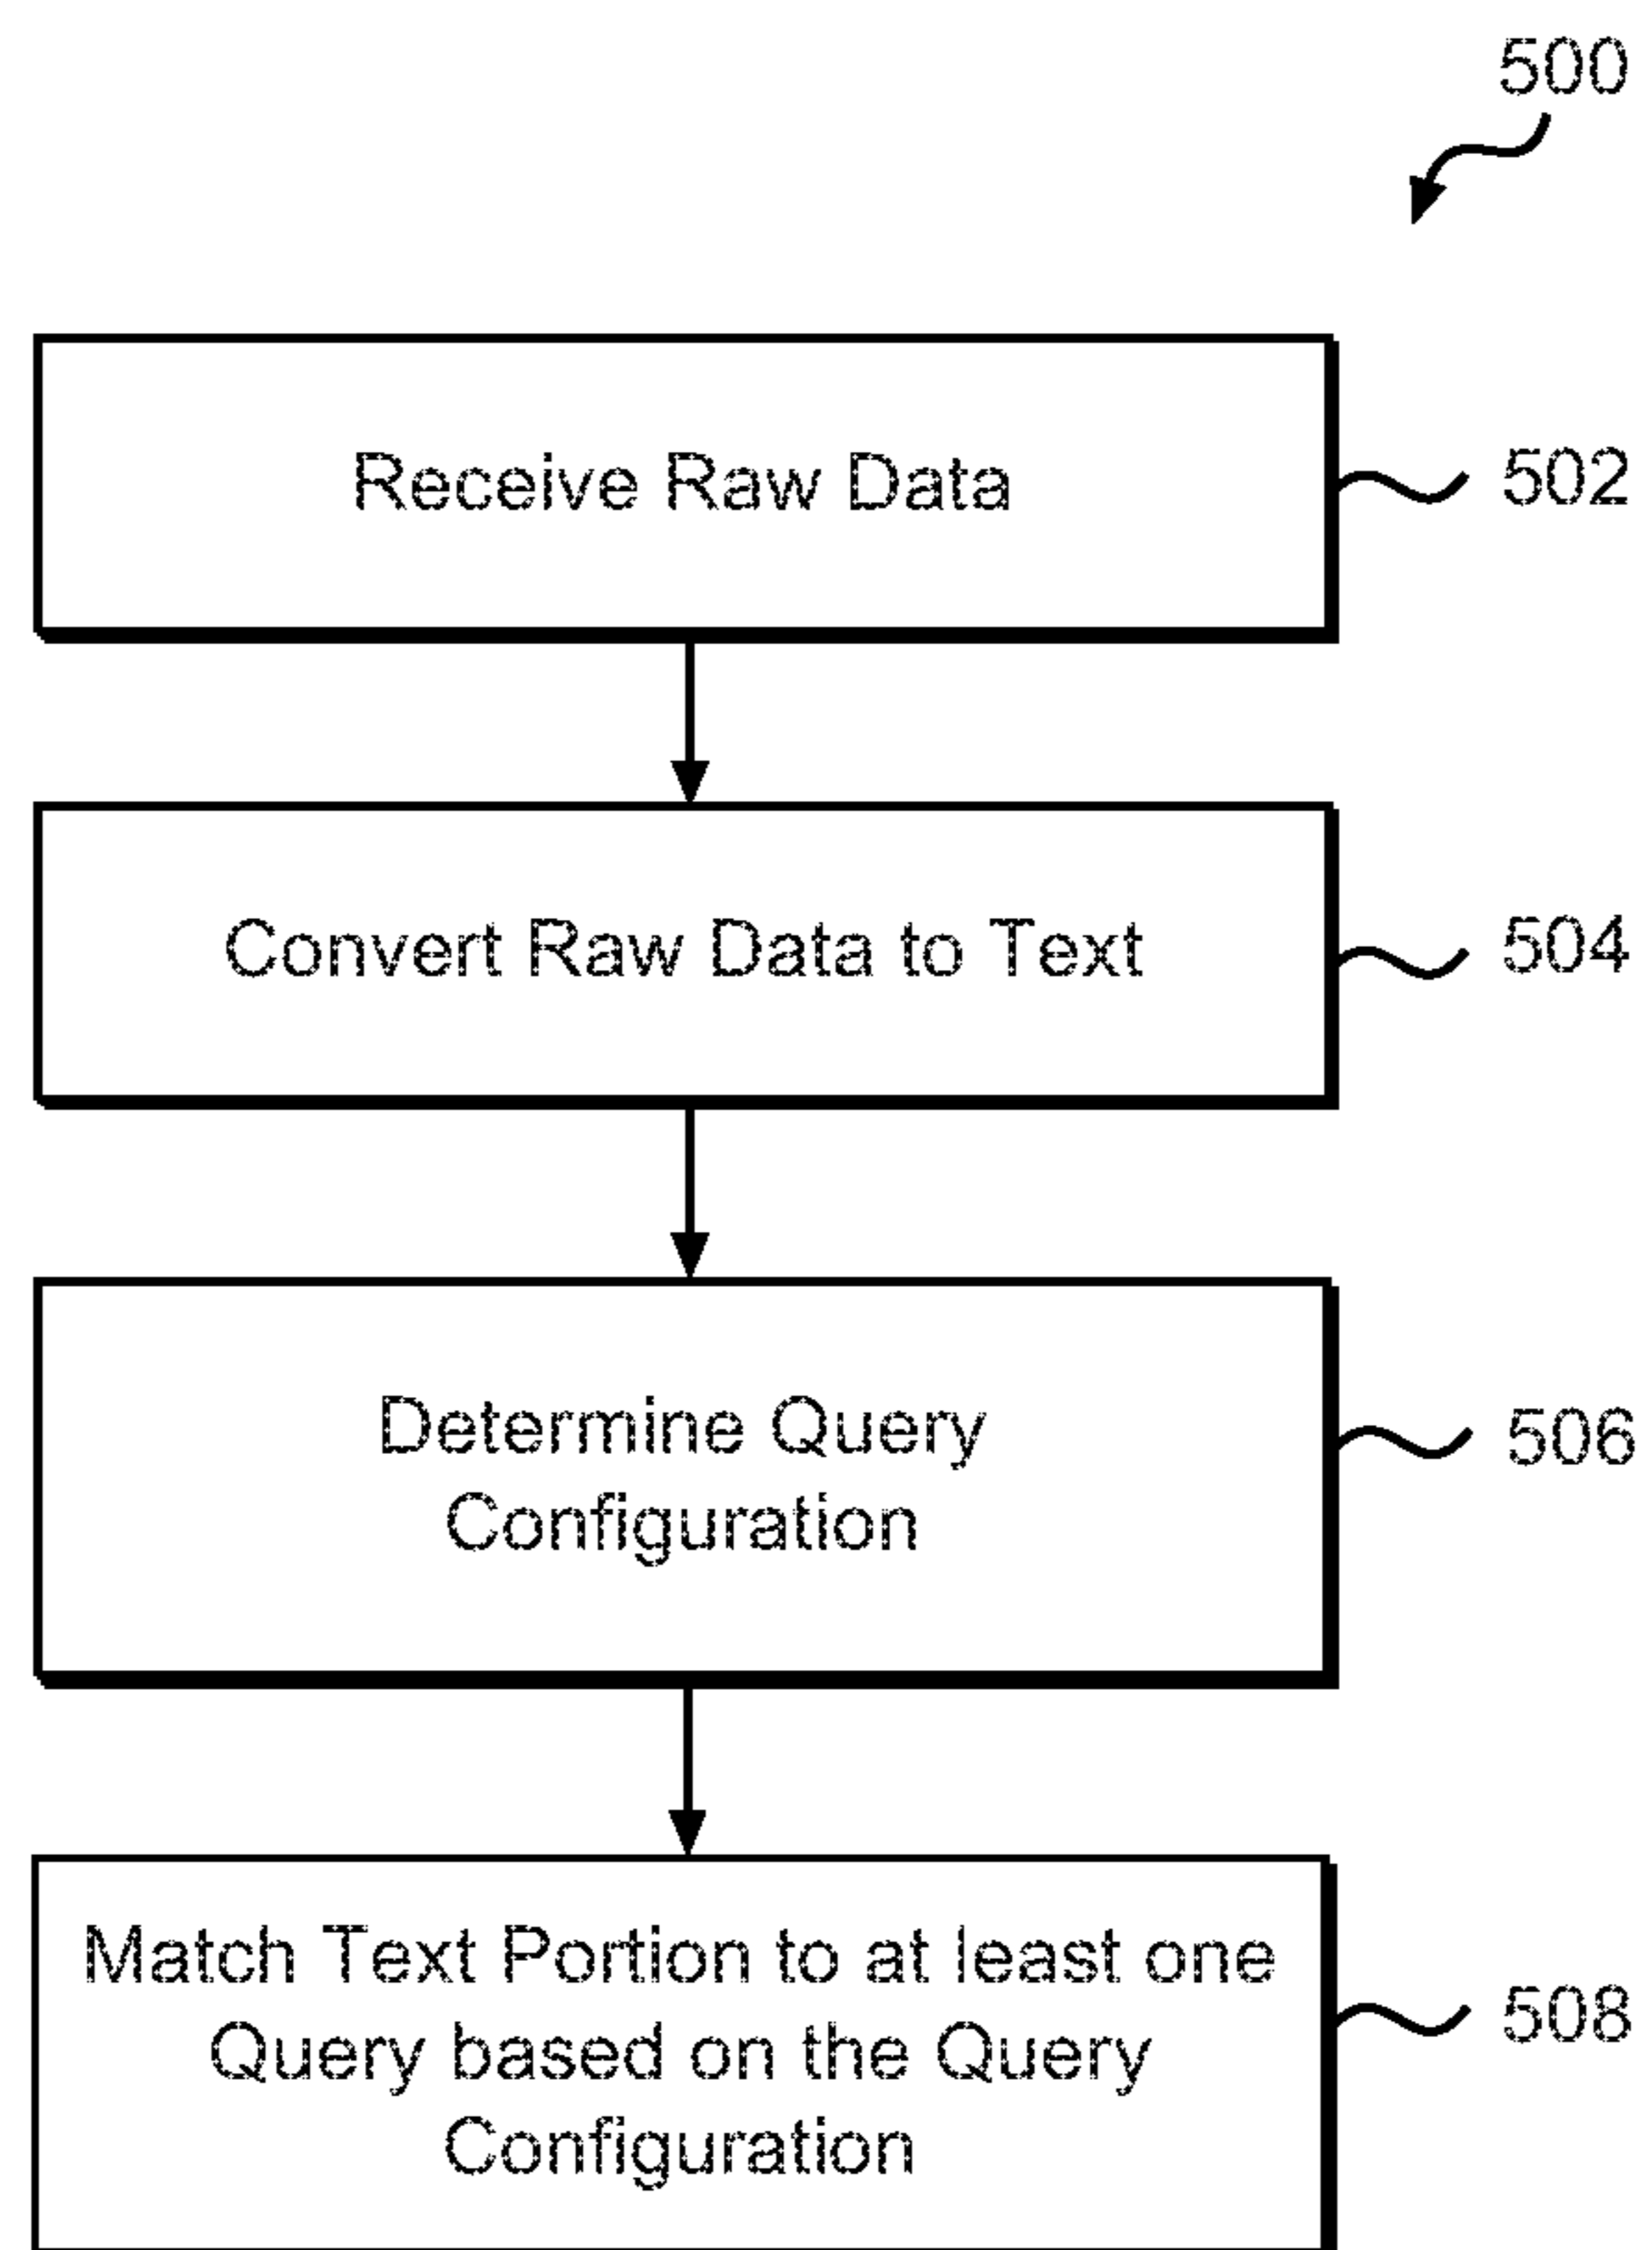 500
Receive Raw Data
502
Convert Raw Data to Text
504
Determine Query
Configuration
506
Match Text Portion to at least one
Query based on the Query
Configuration
508